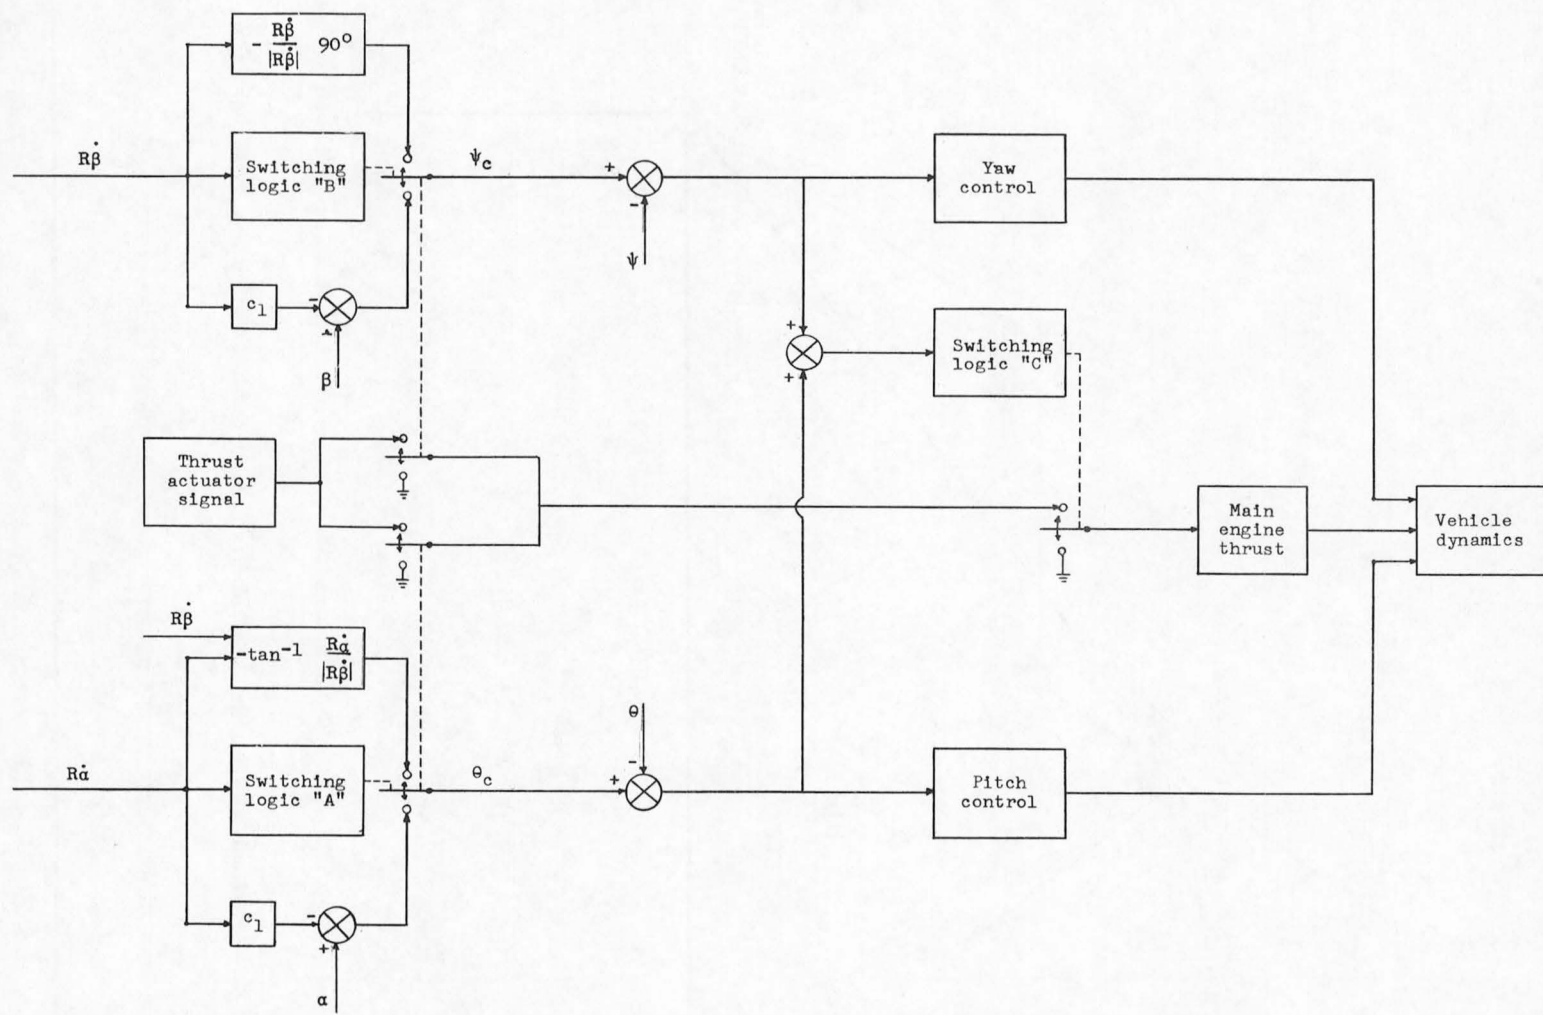 - Rβ̇ / |Rβ̇| 90°
Rβ̇
Switching
logic "B"
ψc
+
-
ψ
Yaw
control
c1
-
β
+
+
Switching
logic "C"
Thrust
actuator
signal
Main
engine
thrust
Vehicle
dynamics
Rβ̇
-tan-1 Rα̇ / |Rβ̇|
Rα̇
Switching
logic "A"
θc
θ
-
+
Pitch
control
c1
-
+
α